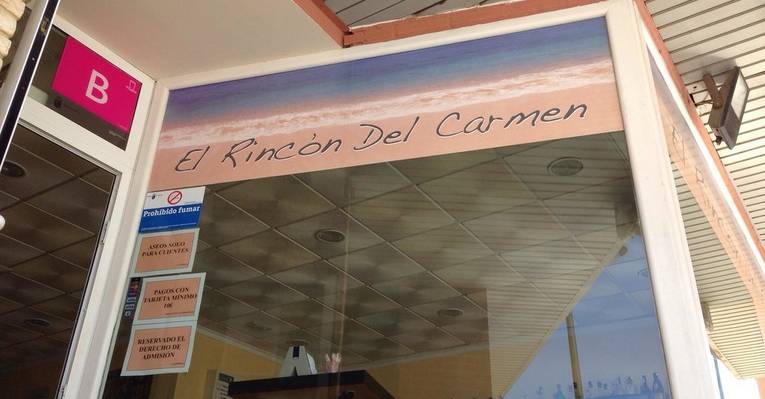 B
El Rincón Del Carmen
Prohibido fumar
ASEOS SOLO
PARA CLIENTES
PAGOS CON
TARJETA MÍNIMO
10€
RESERVADO EL
DERECHO DE
ADMISIÓN